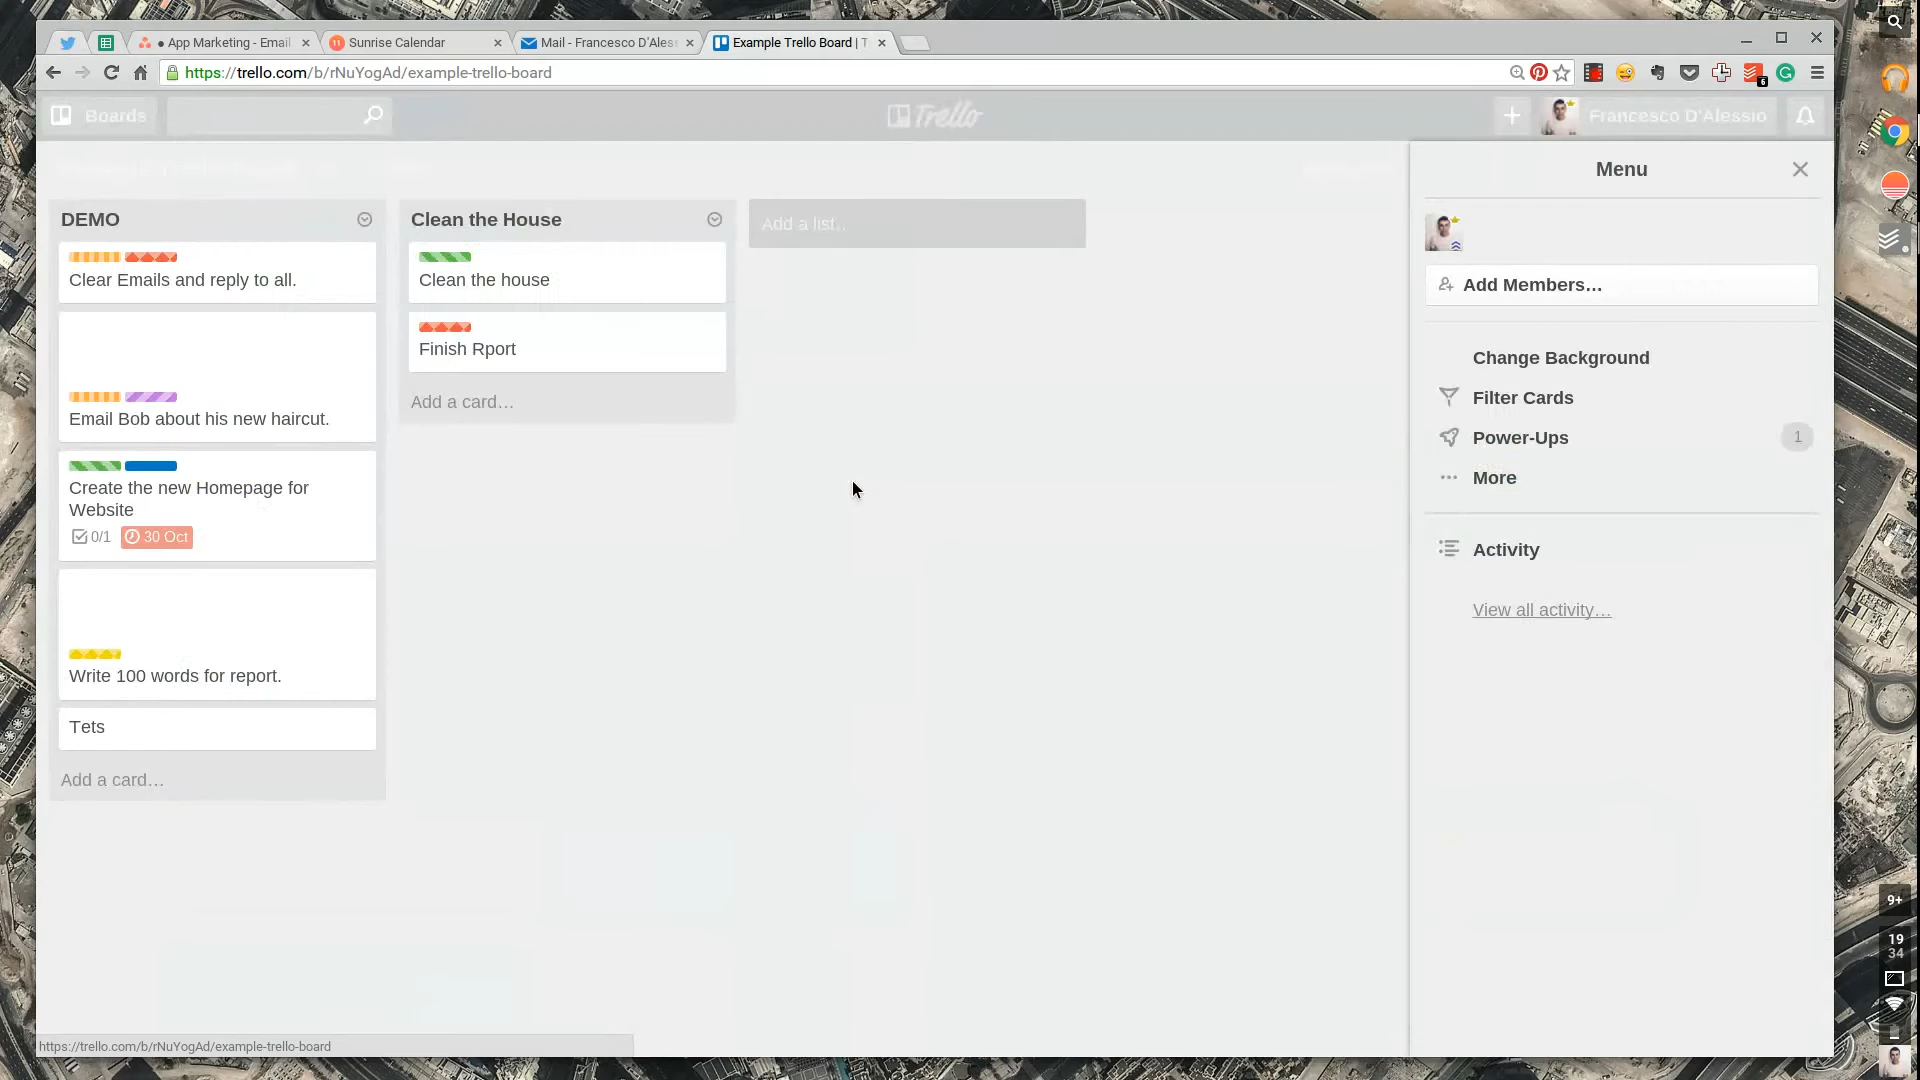 ● App Marketing - Email
Sunrise Calendar
Mail - Francesco D'Aless
Example Trello Board | T
https://trello.com/b/rNuYogAd/example-trello-board
6
Boards
Trello
Francesco D'Alessio
DEMO
Clear Emails and reply to all.
Email Bob about his new haircut.
Create the new Homepage for
Website
0/1
30 Oct
Write 100 words for report.
Tets
Add a card…
Clean the House
Clean the house
Finish Rport
Add a card…
Add a list…
Menu
Add Members…
Change Background
Filter Cards
Power-Ups
1
More
Activity
View all activity…
9+
19
34
https://trello.com/b/rNuYogAd/example-trello-board